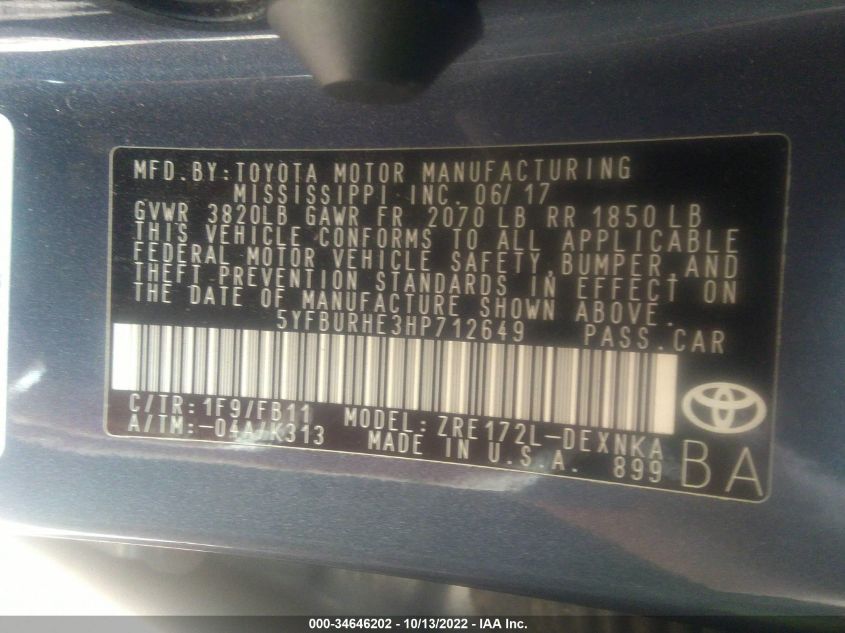 MFD.BY:TOYOTA MOTOR MANUFACTURING
MISSISSIPPI INC. 06/17
GVWR 3820LB GAWR FR 2070 LB RR 1850 LB
THIS VEHICLE CONFORMS TO ALL APPLICABLE
FEDERAL MOTOR VEHICLE SAFETY,BUMPER,AND
THEFT PREVENTION STANDARDS IN EFFECT ON
THE DATE OF MANUFACTURE SHOWN ABOVE.
5YFBURHE3HP712649 PASS.CAR
C/TR:1F9/FB11 MODEL:ZRE172L-DEXNKA
A/TM:-04A/K313 MADE IN U.S.A. 899
BA
000-34646202 - 10/13/2022 - IAA Inc.